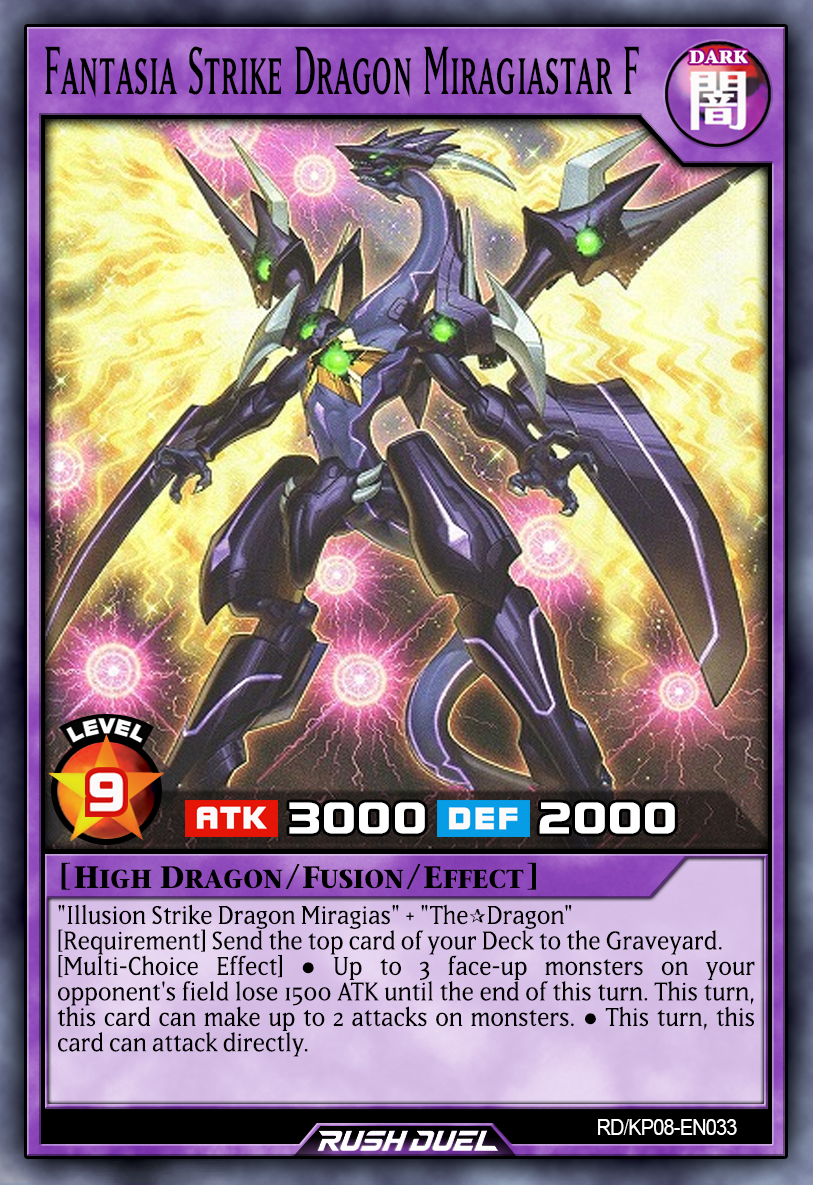 Fantasia Strike Dragon Miragiastar F
DARK
闇
LEVEL
9
ATK 3000 DEF 2000
[High Dragon/Fusion/Effect]
"Illusion Strike Dragon Miragias" + "The☆Dragon"
[Requirement] Send the top card of your Deck to the Graveyard.
[Multi-Choice Effect] ● Up to 3 face-up monsters on your
opponent's field lose 1500 ATK until the end of this turn. This turn,
this card can make up to 2 attacks on monsters. ● This turn, this
card can attack directly.
RD/KP08-EN033
RUSH DUEL